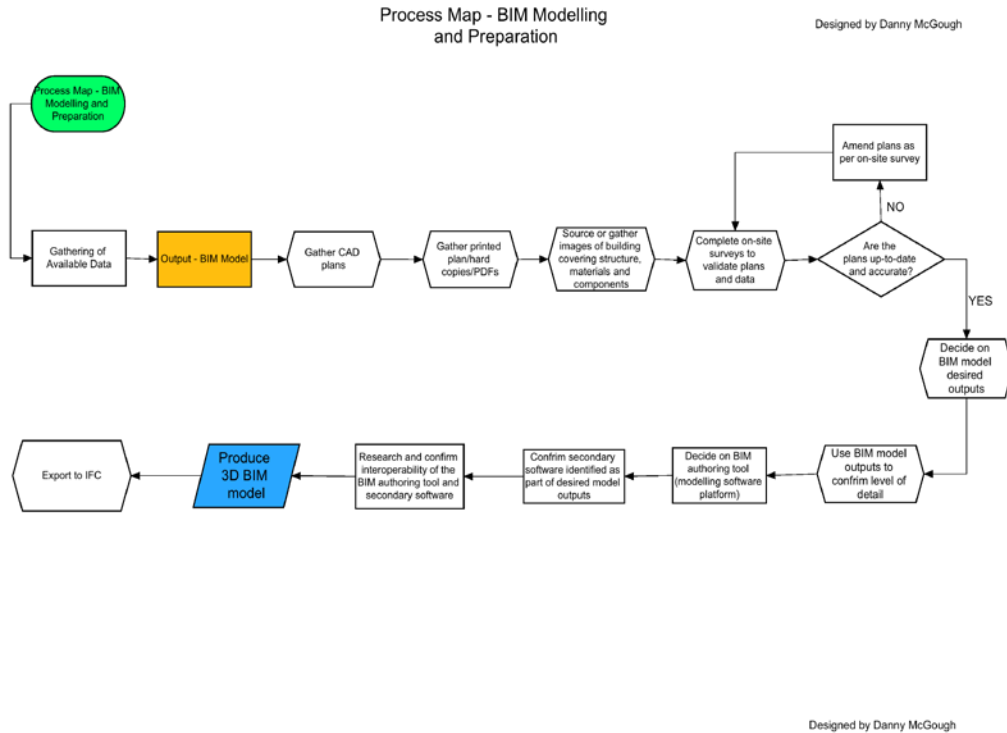 Process Map - BIM Modelling
and Preparation
Designed by Danny McGough
Process Map - BIM
Modelling and
Preparation
Amend plans as
per on-site survey
NO
Gathering of
Available Data
Output - BIM Model
Gather CAD
plans
Gather printed
plan/hard
copies/PDFs
Source or gather
images of building
covering structure,
materials and
components
Complete on-site
surveys to
validate plans
and data
Are the
plans up-to-date
and accurate?
YES
Decide on
BIM model
desired
outputs
Export to IFC
Produce
3D BIM
model
Research and confirm
interoperability of the
BIM authoring tool and
secondary software
Confrim secondary
software identified as
part of desired model
outputs
Decide on BIM
authoring tool
(modelling software
platform)
Use BIM model
outputs to
confrim level of
detail
Designed by Danny McGough